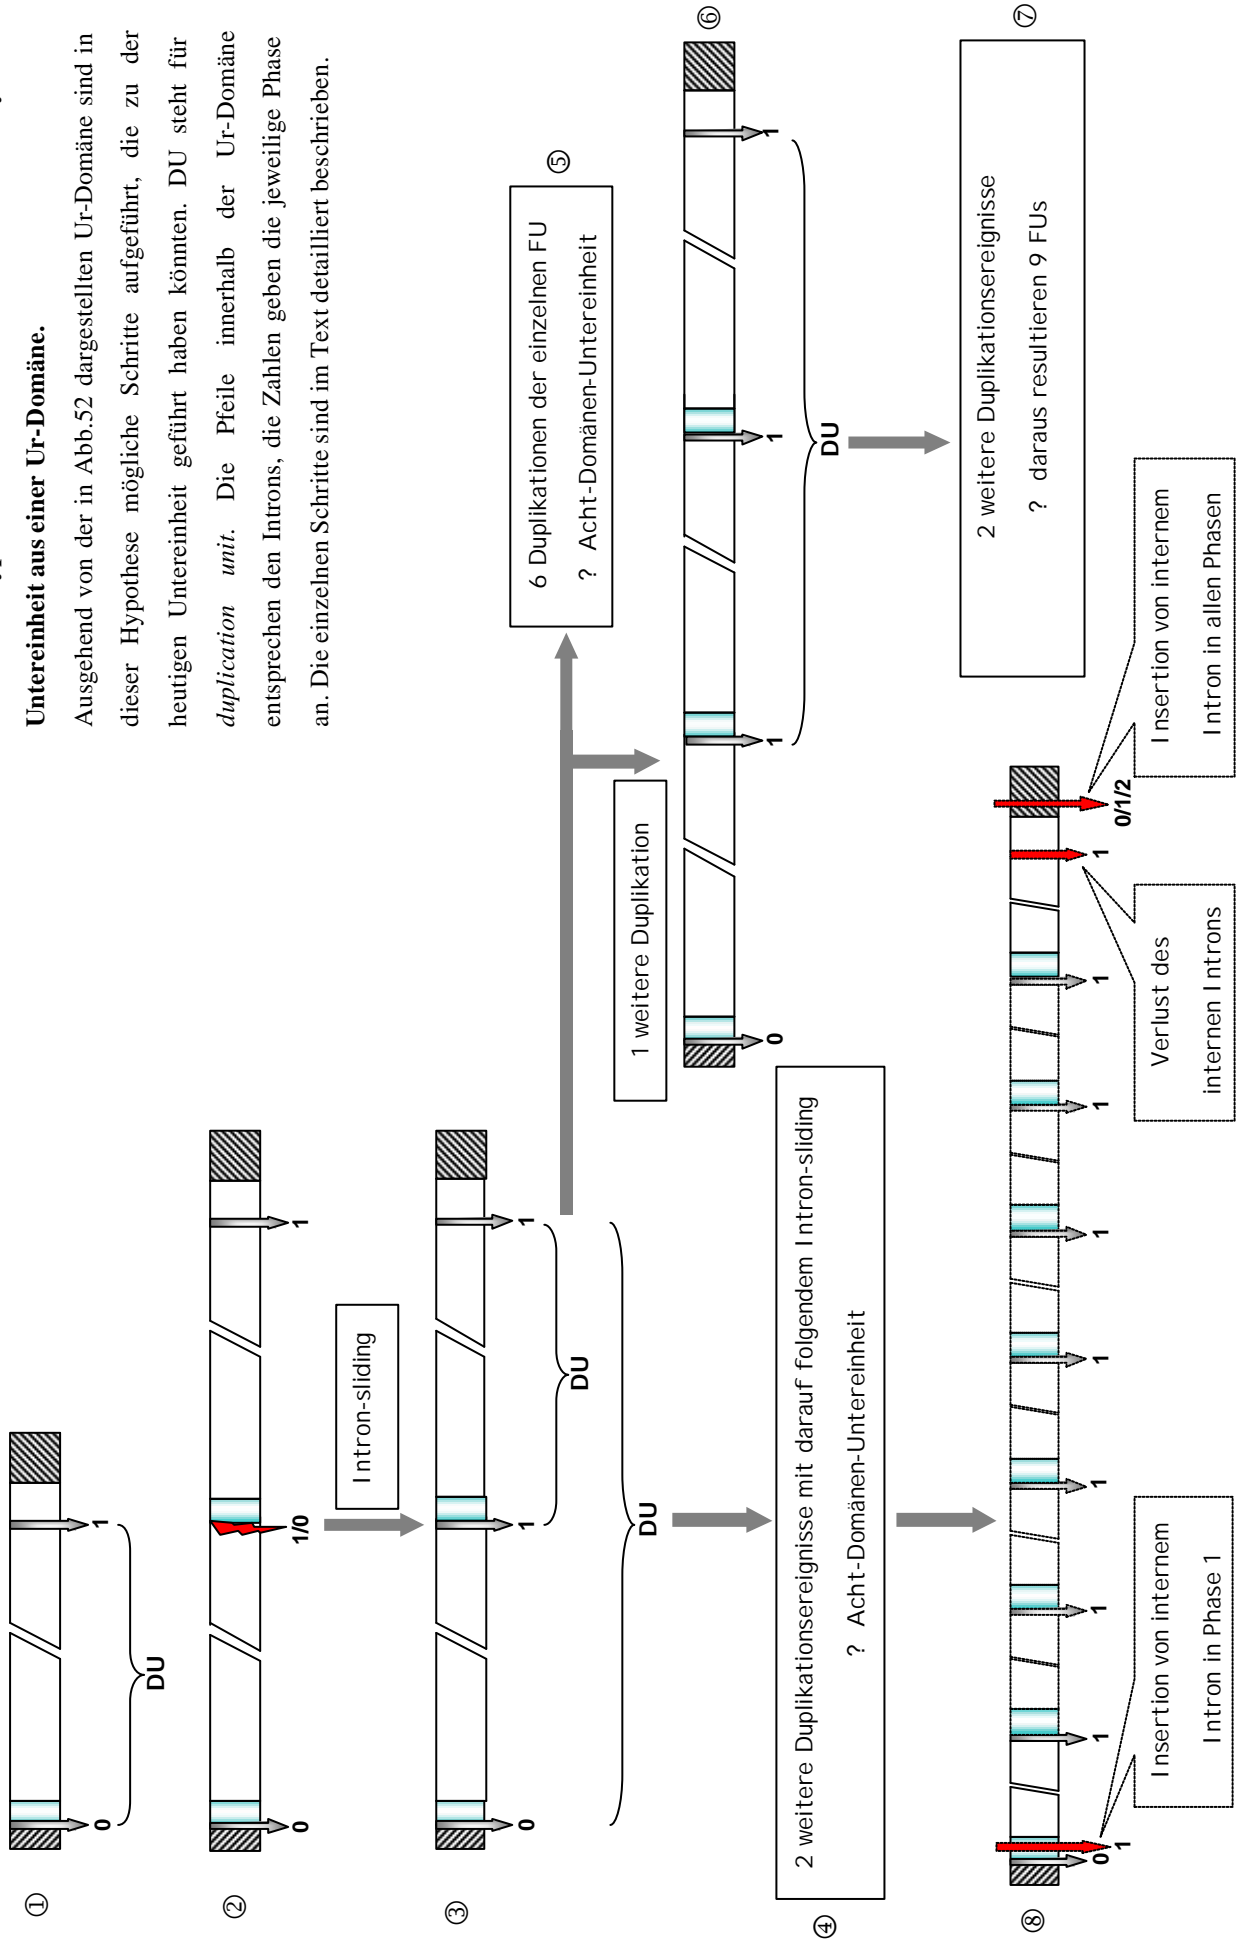 Untereinheit aus einer Ur-Domäne.
Ausgehend von der in Abb.52 dargestellten Ur-Domäne sind in
dieser Hypothese mögliche Schritte aufgeführt, die zu der
heutigen Untereinheit geführt haben könnten. DU steht für
duplication unit. Die Pfeile innerhalb der Ur-Domäne
entsprechen den Introns, die Zahlen geben die jeweilige Phase
an. Die einzelnen Schritte sind im Text detailliert beschrieben.
①
0
1
DU
②
0
1/0
1
Intron-sliding
③
0
1
1
DU
DU
④
2 weitere Duplikationsereignisse mit darauf folgendem Intron-sliding
? Acht-Domänen-Untereinheit
⑤
6 Duplikationen der einzelnen FU
? Acht-Domänen-Untereinheit
1 weitere Duplikation
⑥
0
1
1
1
DU
⑦
2 weitere Duplikationsereignisse
? daraus resultieren 9 FUs
⑧
0
1
1
1
1
1
1
1
1
1
0/1/2
Insertion von internem
Intron in Phase 1
Verlust des
internen Introns
Insertion von internem
Intron in allen Phasen